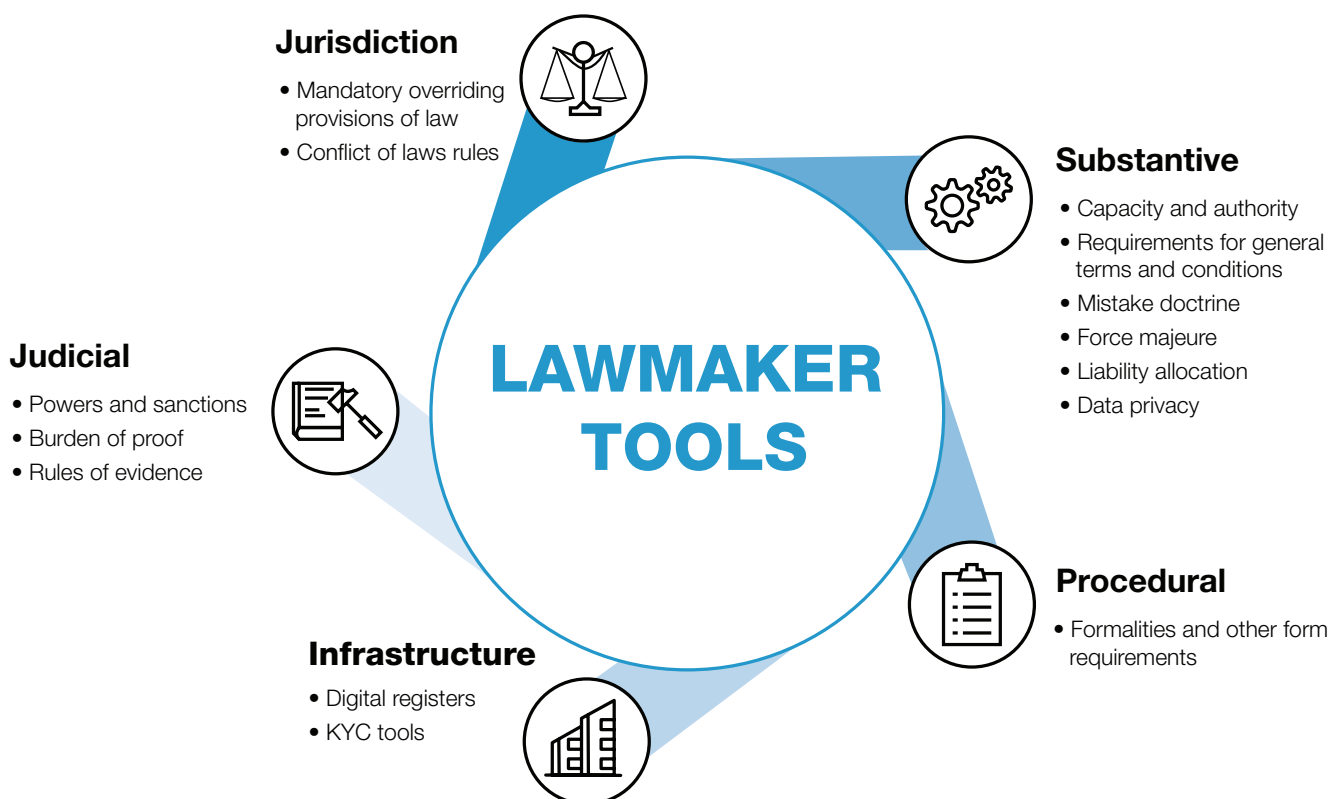 Jurisdiction
• Mandatory overriding
provisions of law
• Conflict of laws rules
Substantive
• Capacity and authority
• Requirements for general
terms and conditions
• Mistake doctrine
• Force majeure
• Liability allocation
• Data privacy
LAWMAKER
TOOLS
Judicial
• Powers and sanctions
• Burden of proof
• Rules of evidence
Procedural
• Formalities and other form
requirements
Infrastructure
• Digital registers
• KYC tools